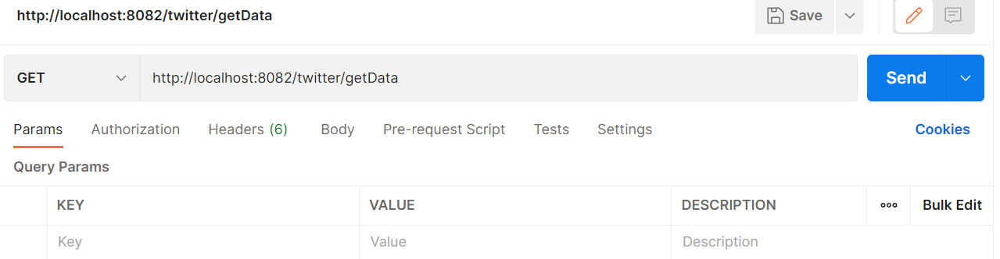 http://localhost:8082/twitter/getData Save
GET http://localhost:8082/twitter/getData Send
Params Authorization Headers (6) Body Pre-request Script Tests Settings Cookies
Query Params
KEY VALUE DESCRIPTION Bulk Edit
Key Value Description